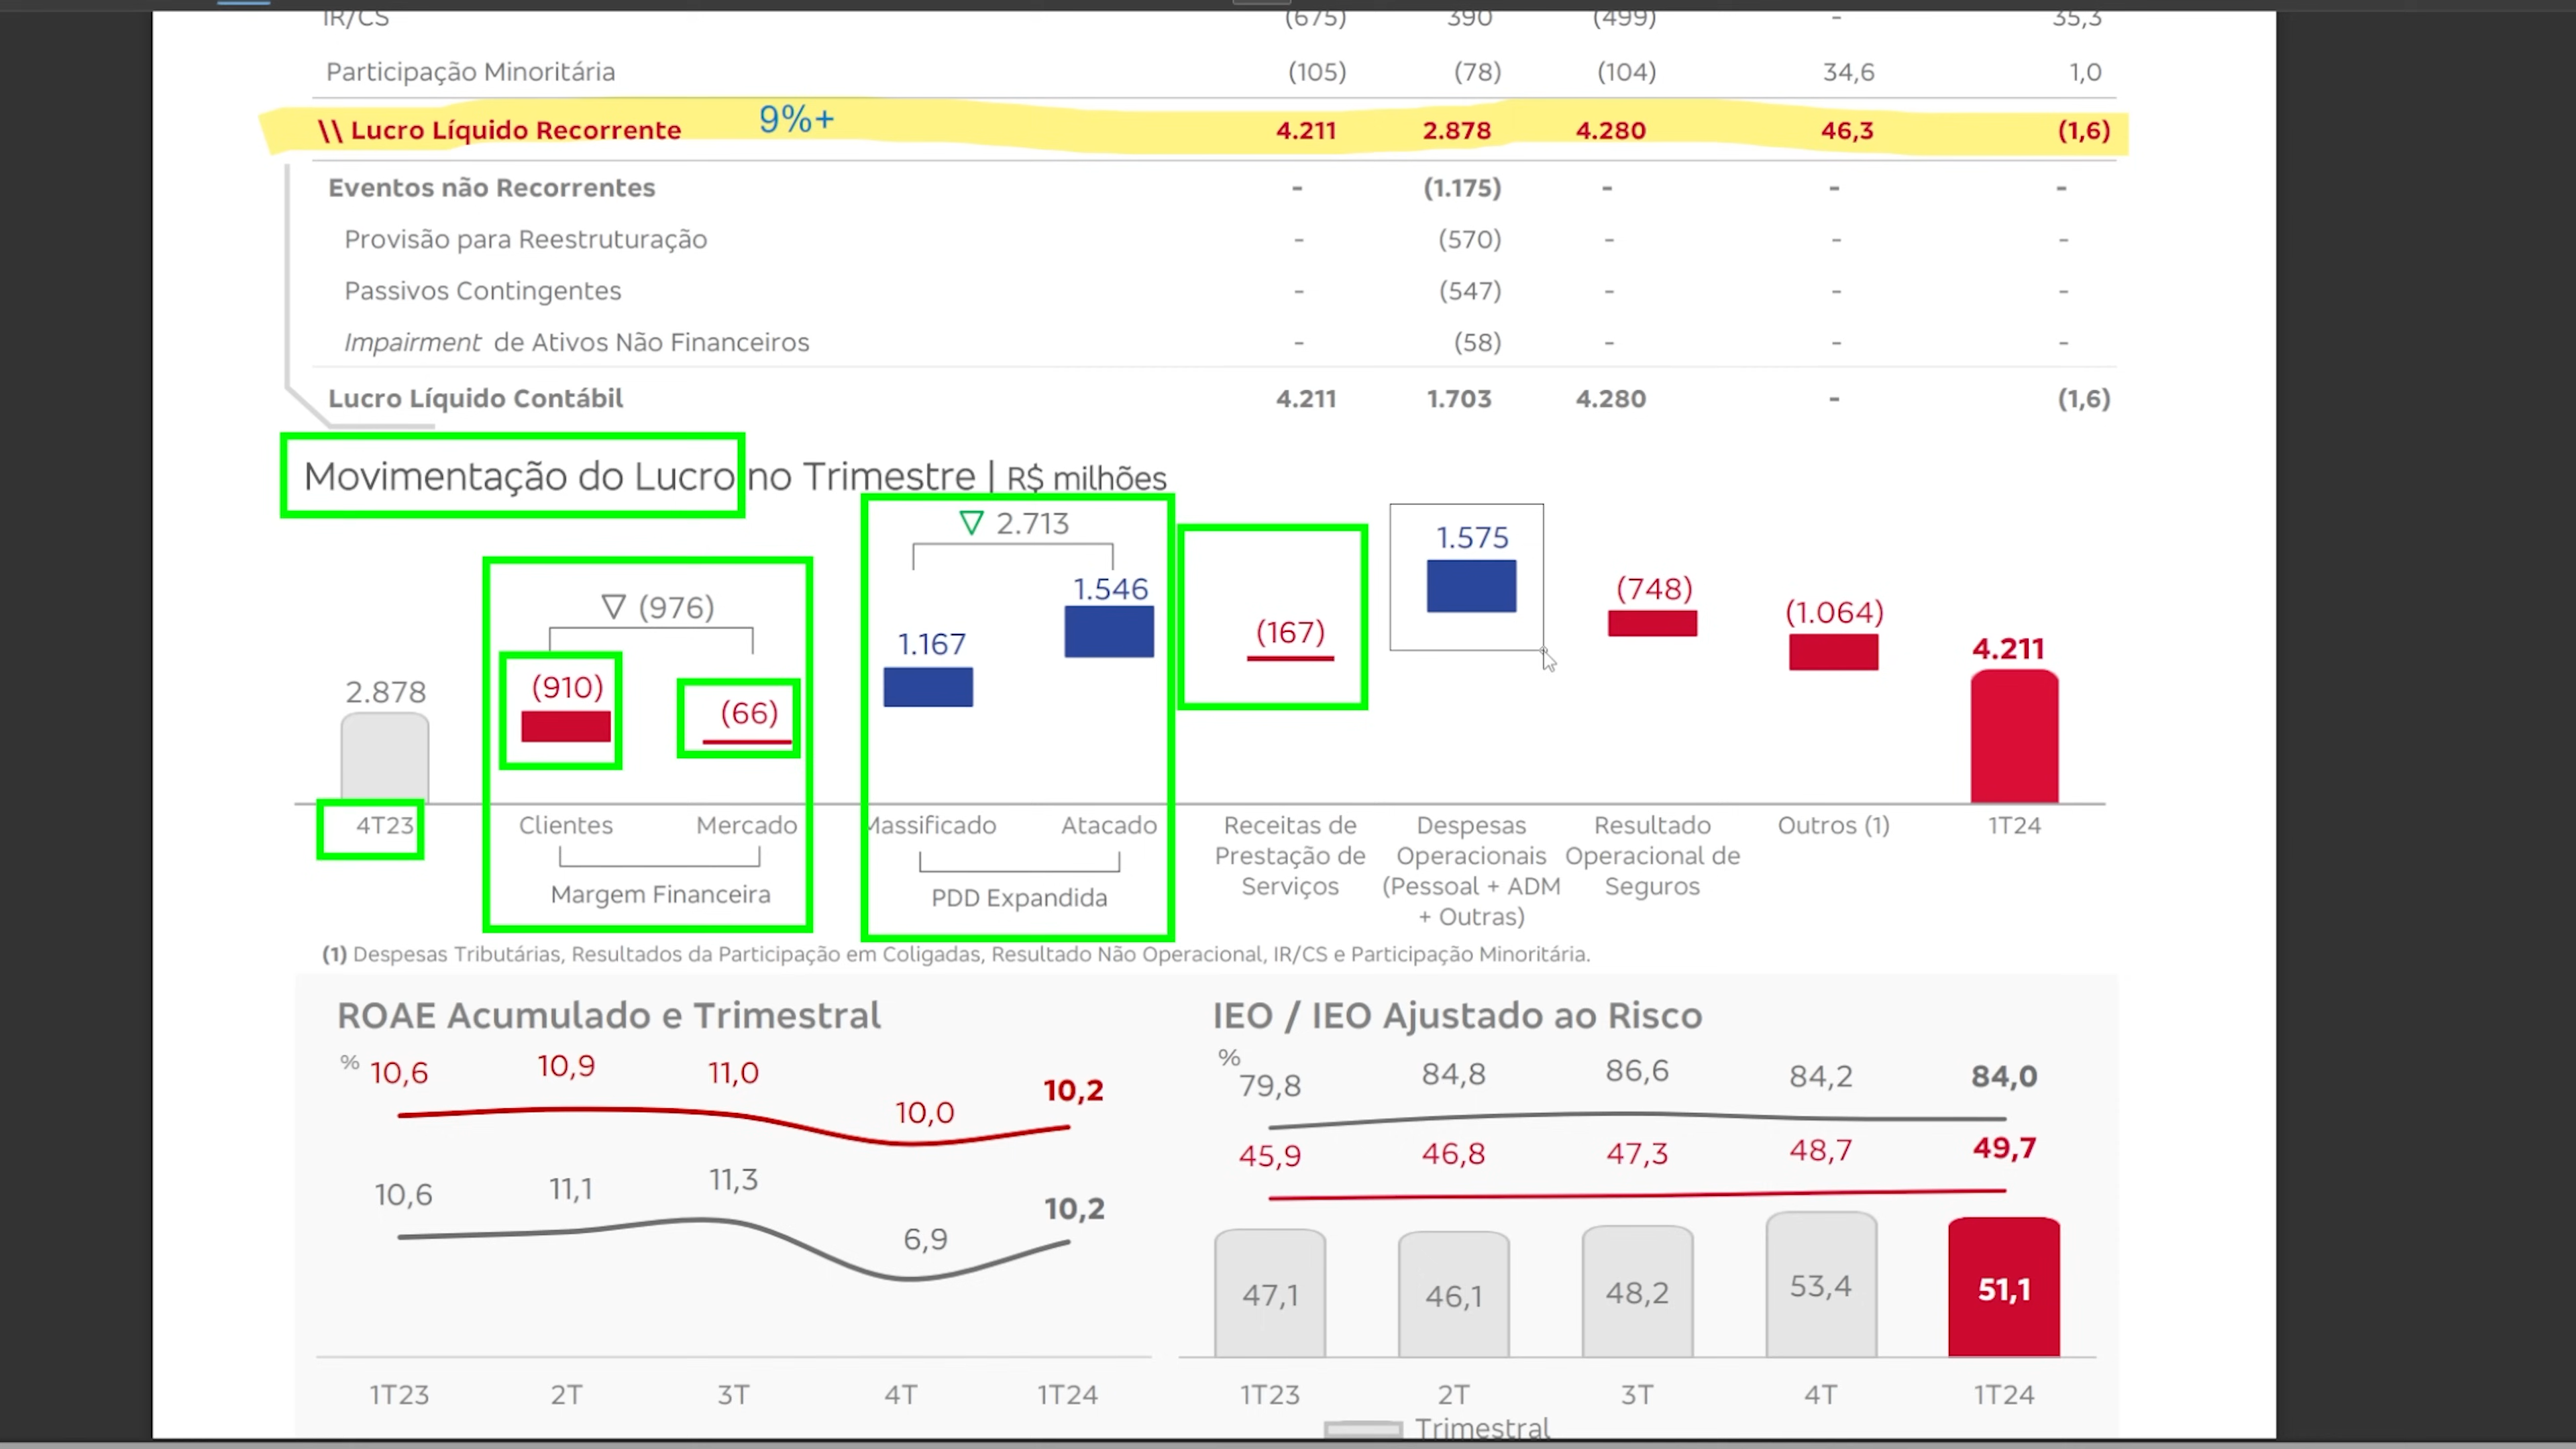 IR/CS (675) 390 (499) - 35,3
Participação Minoritária (105) (78) (104) 34,6 1,0
\\ Lucro Líquido Recorrente 9%+ 4.211 2.878 4.280 46,3 (1,6)
Eventos não Recorrentes - (1.175) - - -
Provisão para Reestruturação - (570) - - -
Passivos Contingentes - (547) - - -
Impairment de Ativos Não Financeiros - (58) - - -
Lucro Líquido Contábil 4.211 1.703 4.280 - (1,6)
Movimentação do Lucro no Trimestre | R$ milhões
▽ 2.713
1.575
1.546
(748)
▽ (976)
(1.064)
(167)
1.167
4.211
2.878
(910)
(66)
4T23 Clientes Mercado Massificado Atacado Receitas de Despesas Resultado Outros (1) 1T24
Prestação de Operacionais Operacional de
Margem Financeira PDD Expandida Serviços (Pessoal + ADM Seguros
+ Outras)
(1) Despesas Tributárias, Resultados da Participação em Coligadas, Resultado Não Operacional, IR/CS e Participação Minoritária.
ROAE Acumulado e Trimestral
%
10,6 10,9 11,0 10,0 10,2
10,6 11,1 11,3 6,9 10,2
1T23 2T 3T 4T 1T24
IEO / IEO Ajustado ao Risco
%
79,8 84,8 86,6 84,2 84,0
45,9 46,8 47,3 48,7 49,7
47,1 46,1 48,2 53,4 51,1
1T23 2T 3T 4T 1T24
Trimestral